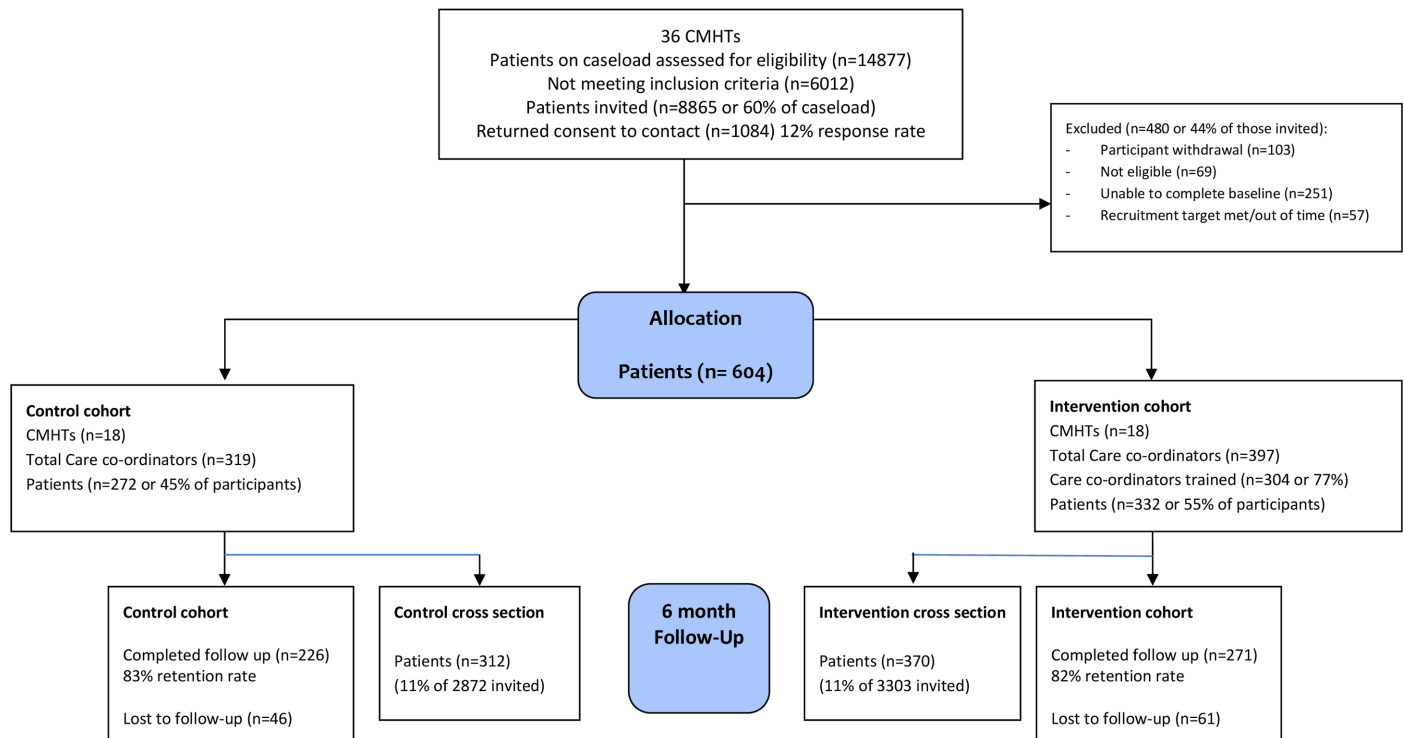 36 CMHTs
Patients on caseload assessed for eligibility (n=14877)
Not meeting inclusion criteria (n=6012)
Patients invited (n=8865 or 60% of caseload)
Returned consent to contact (n=1084) 12% response rate
Excluded (n=480 or 44% of those invited):
- Participant withdrawal (n=103)
- Not eligible (n=69)
- Unable to complete baseline (n=251)
- Recruitment target met/out of time (n=57)
Allocation
Patients (n= 604)
Control cohort
CMHTs (n=18)
Total Care co-ordinators (n=319)
Patients (n=272 or 45% of participants)
Intervention cohort
CMHTs (n=18)
Total Care co-ordinators (n=397)
Care co-ordinators trained (n=304 or 77%)
Patients (n=332 or 55% of participants)
Control cohort
Completed follow up (n=226)
83% retention rate
Lost to follow-up (n=46)
Control cross section
Patients (n=312)
(11% of 2872 invited)
6 month
Follow-Up
Intervention cross section
Patients (n=370)
(11% of 3303 invited)
Intervention cohort
Completed follow up (n=271)
82% retention rate
Lost to follow-up (n=61)